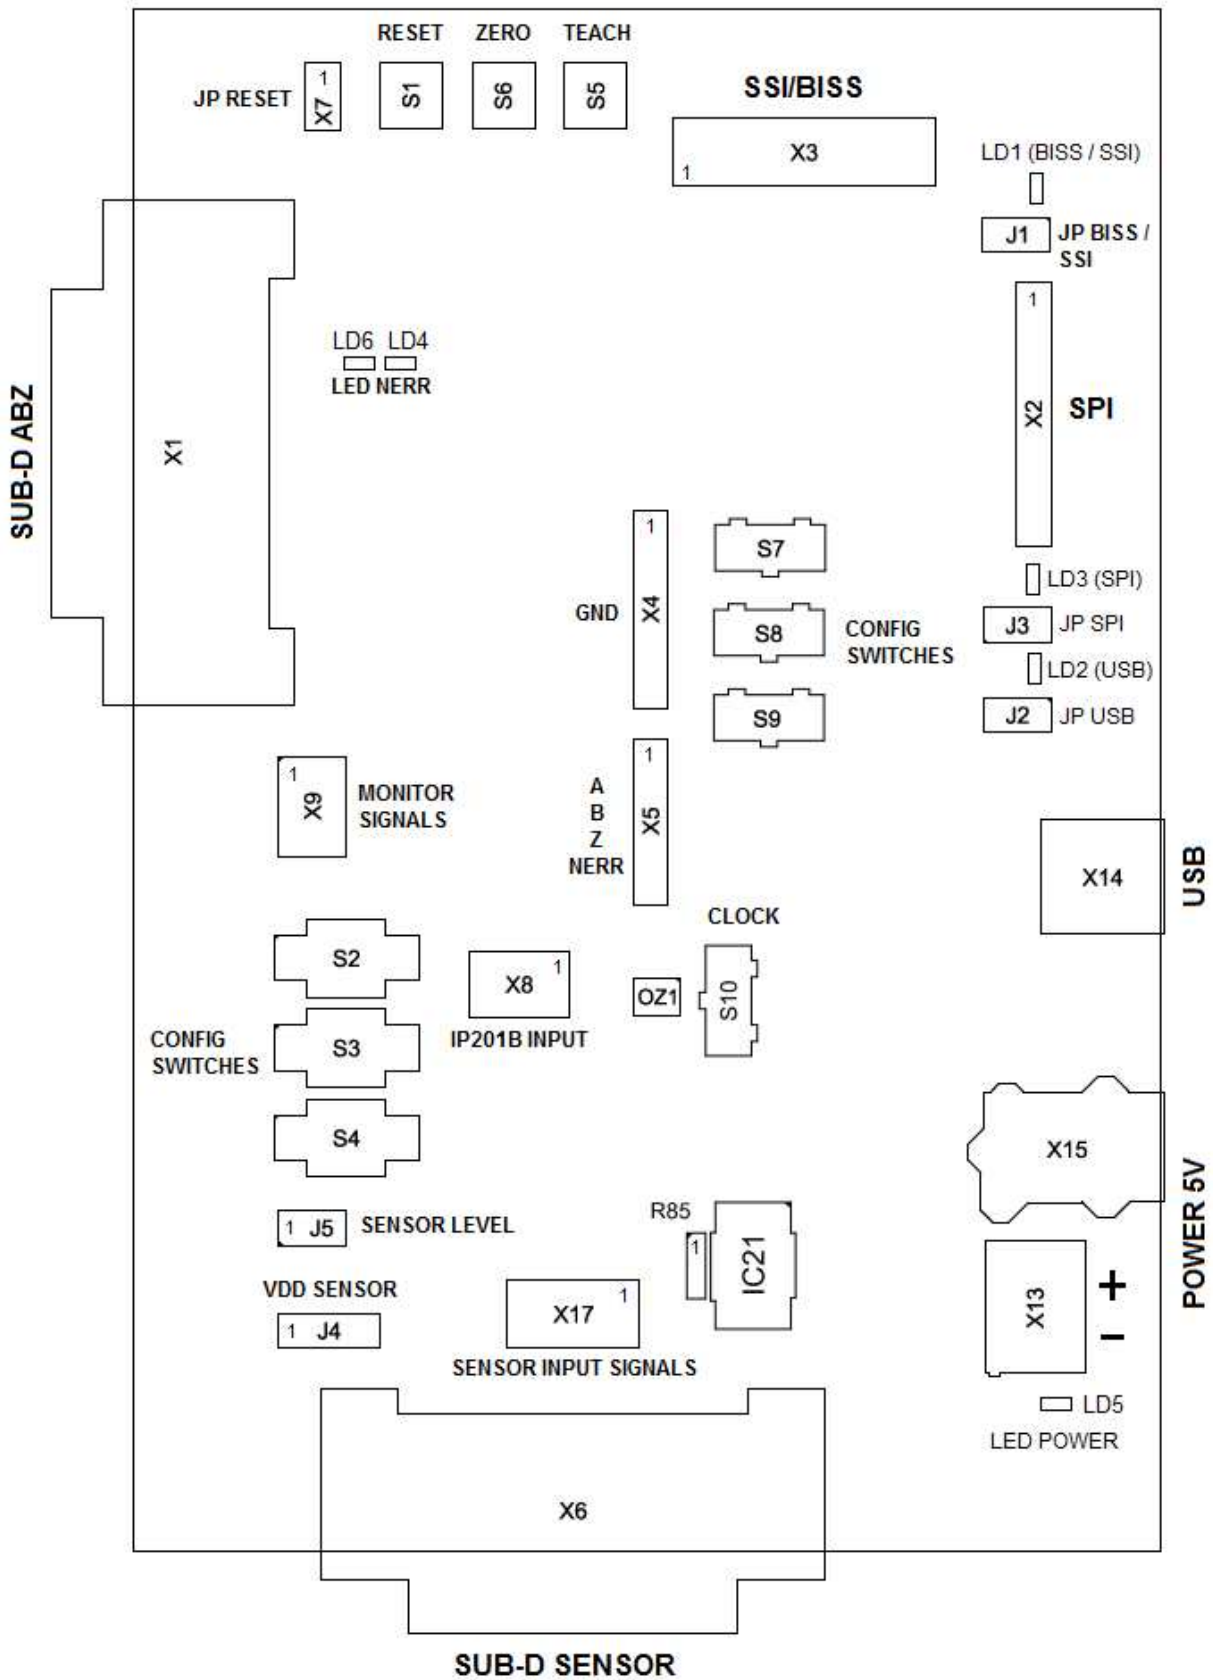 RESET ZERO TEACH
JP RESET
1
X7
S1
S6
S5
SSI/BISS
X3
1
LD1 (BISS / SSI)
J1
JP BISS /
SSI
1
X2
SPI
SUB-D ABZ
X1
LD6 LD4
LED NERR
GND
1
X4
S7
S8
S9
CONFIG
SWITCHES
LD3 (SPI)
J3
JP SPI
LD2 (USB)
J2
JP USB
1
X9
MONITOR
SIGNALS
A
B
Z
NERR
1
X5
X14
USB
CLOCK
S10
OZ1
X8
1
IP201B INPUT
CONFIG
SWITCHES
S2
S3
S4
X15
POWER 5V
1 J5
SENSOR LEVEL
R85
1
IC21
VDD SENSOR
1 J4
X17
1
SENSOR INPUT SIGNALS
X13
+
–
LD5
LED POWER
X6
SUB-D SENSOR